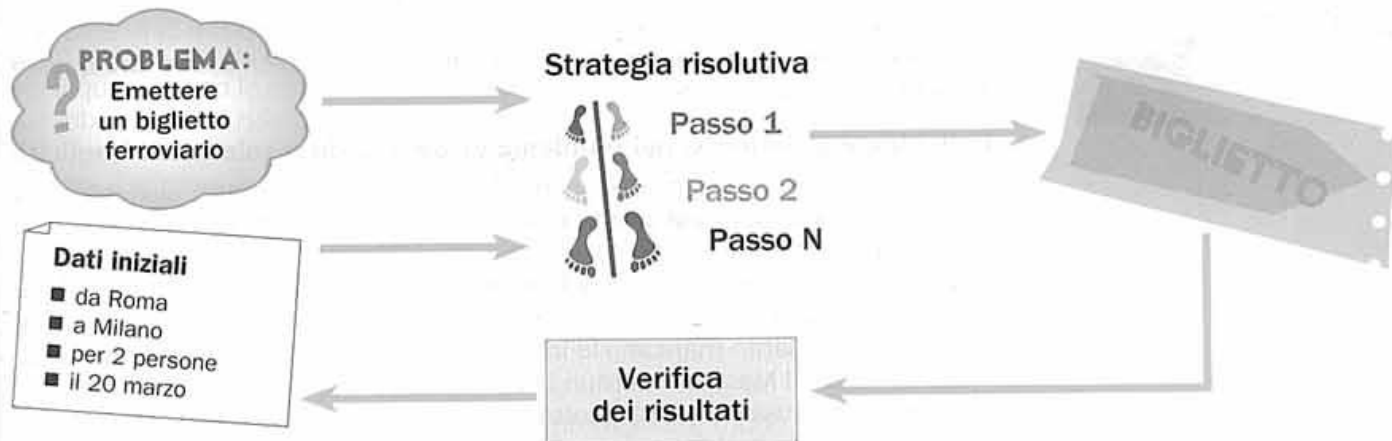 PROBLEMA:
?
Emettere
un biglietto
ferroviario
Strategia risolutiva
Passo 1
Passo 2
Passo N
BIGLIETTO
Dati iniziali
■ da Roma
■ a Milano
■ per 2 persone
■ il 20 marzo
Verifica
dei risultati